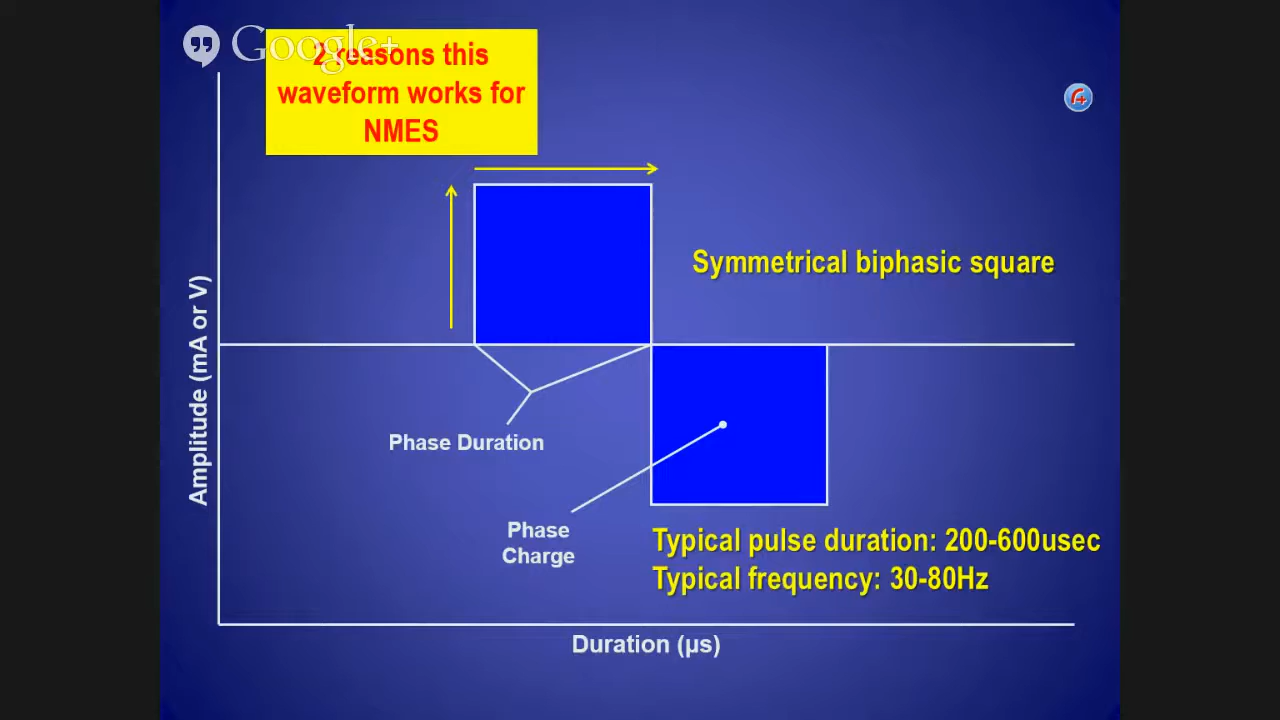 Google+
2 reasons this
waveform works for
NMES
Symmetrical biphasic square
Amplitude (mA or V)
Phase Duration
Phase
Charge
Typical pulse duration: 200-600usec
Typical frequency: 30-80Hz
Duration (µs)